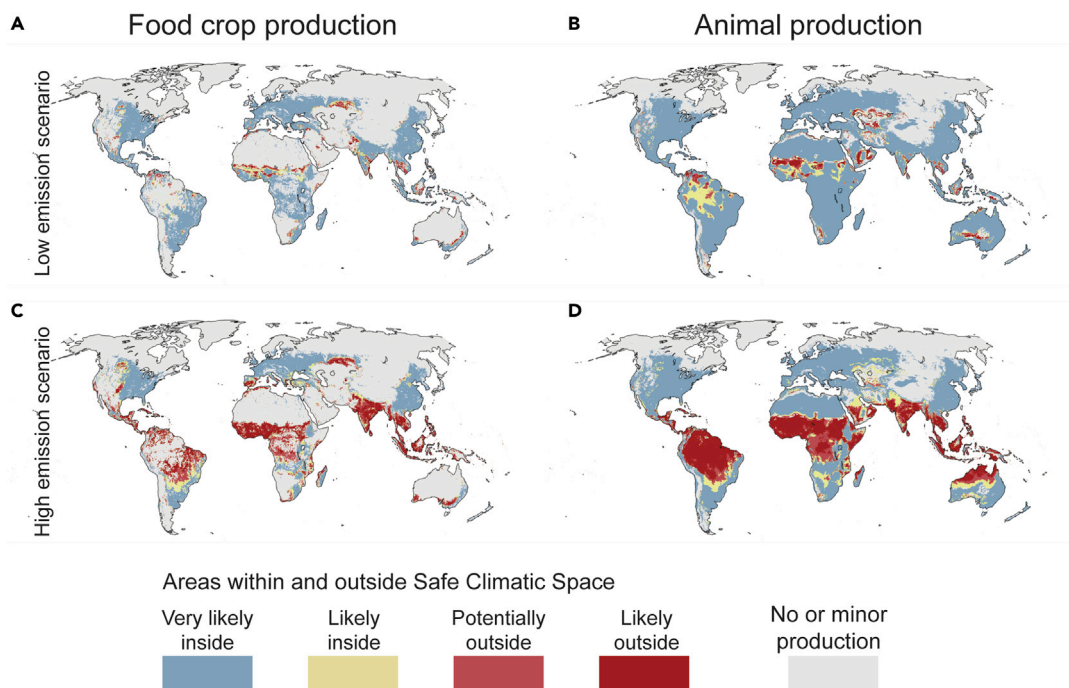 A
Food crop production
B
Animal production
Low emission scenario
C
D
High emission scenario
Areas within and outside Safe Climatic Space
Very likely
inside
Likely
inside
Potentially
outside
Likely
outside
No or minor
production